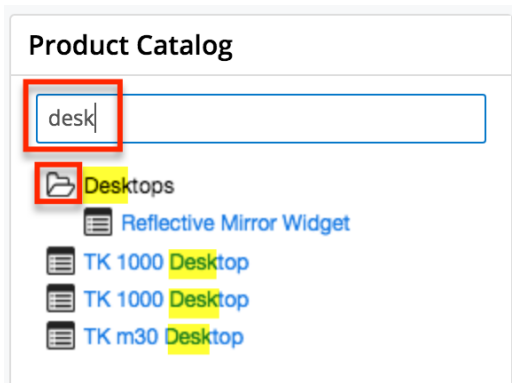 Product Catalog
desk
Desktops
Reflective Mirror Widget
TK 1000 Desktop
TK 1000 Desktop
TK m30 Desktop